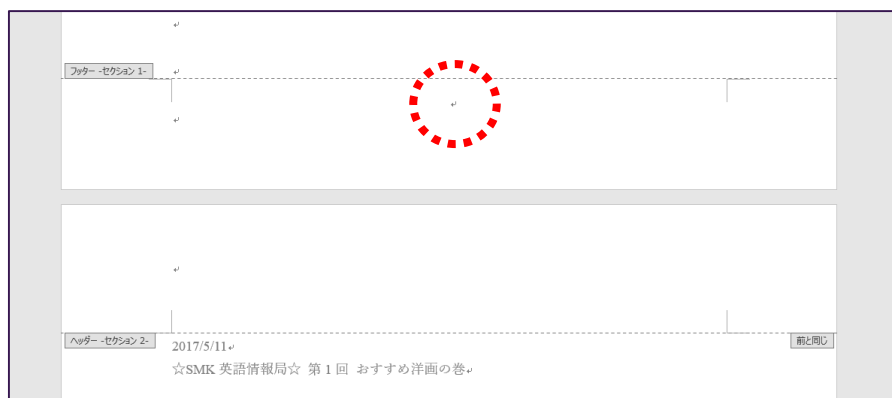 フッター -セクション 1-
ヘッダー -セクション 2-
前と同じ
2017/5/11
☆SMK 英語情報局☆ 第 1 回 おすすめ洋画の巻